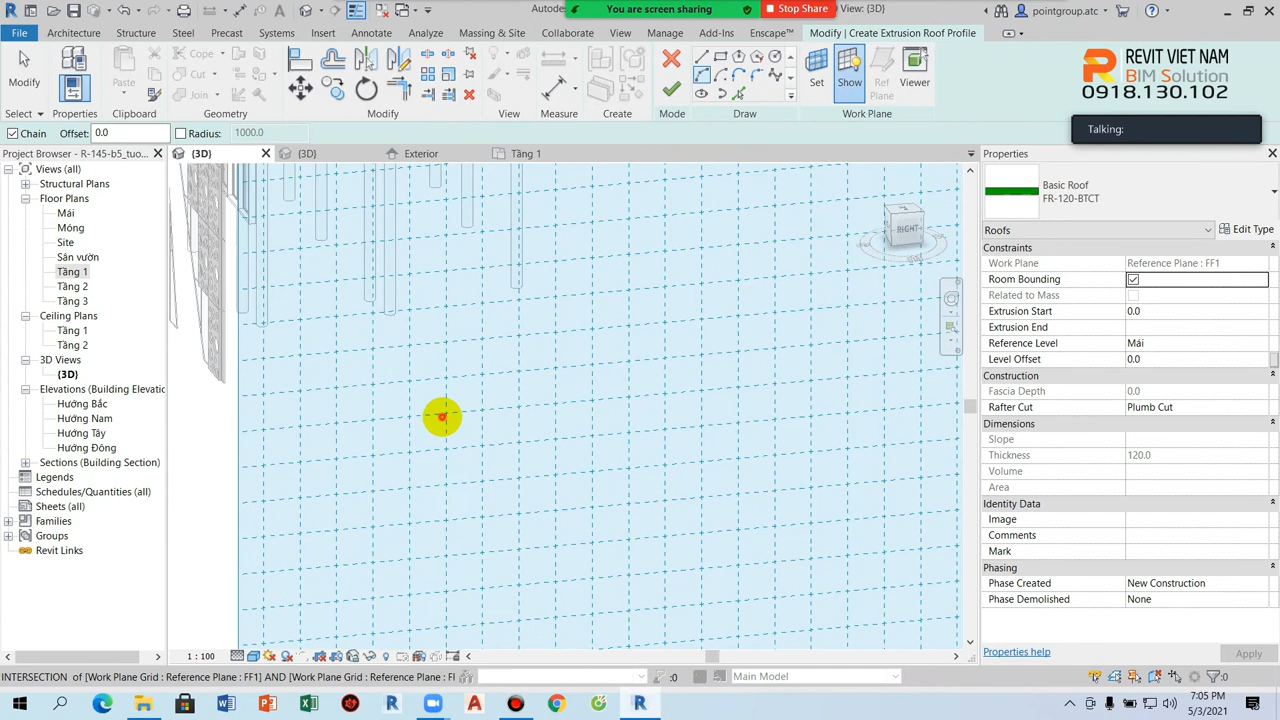 Autodes
You are screen sharing
Stop Share
View: {3D}
pointgroup.atc
File
Architecture
Structure
Steel
Precast
Systems
Insert
Annotate
Analyze
Massing & Site
Collaborate
View
Manage
Add-Ins
Enscape™
Modify | Create Extrusion Roof Profile
Modify
Properties
Paste
Cope
Cut
Join
Set
Show
Ref
Plane
Viewer
Select
Properties
Clipboard
Geometry
Modify
View
Measure
Create
Mode
Draw
Work Plane
REVIT VIET NAM
BIM Solution
0918.130.102
Talking:
Chain
Offset: 0.0
Radius:
1000.0
Project Browser - R-145-b5_tuo...
{3D}
{3D}
Exterior
Tầng 1
Properties
Views (all)
Structural Plans
Floor Plans
Mái
Móng
Site
Sân vườn
Tầng 1
Tầng 2
Tầng 3
Ceiling Plans
Tầng 1
Tầng 2
3D Views
{3D}
Elevations (Building Elevatic
Hướng Bắc
Hướng Nam
Hướng Tây
Hướng Đông
Sections (Building Section)
Legends
Schedules/Quantities (all)
Sheets (all)
Families
Groups
Revit Links
RIGHT
Basic Roof
FR-120-BTCT
Roofs
Edit Type
Constraints
Work Plane
Reference Plane : FF1
Room Bounding
Related to Mass
Extrusion Start
0.0
Extrusion End
Reference Level
Mái
Level Offset
0.0
Construction
Fascia Depth
0.0
Rafter Cut
Plumb Cut
Dimensions
Slope
Thickness
120.0
Volume
Area
Identity Data
Image
Comments
Mark
Phasing
Phase Created
New Construction
Phase Demolished
None
Properties help
Apply
1 : 100
INTERSECTION of [Work Plane Grid : Reference Plane : FF1] AND [Work Plane Grid : Reference Plane : F
:0
Main Model
:0
7:05 PM
5/3/2021